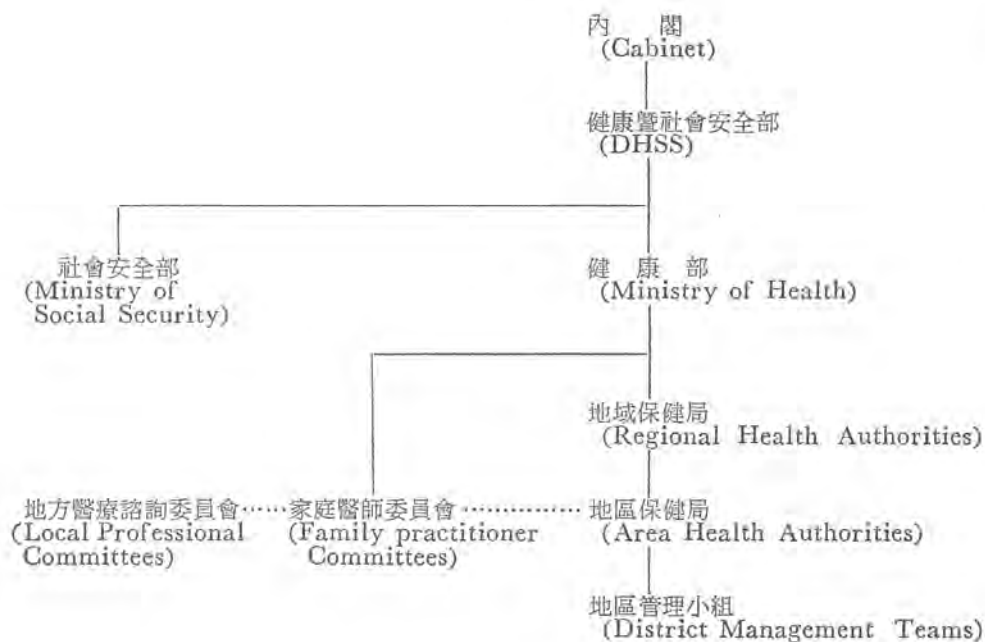 內閣
(Cabinet)
健康暨社會安全部
(DHSS)
社會安全部
(Ministry of
Social Security)
健康部
(Ministry of Health)
地域保健局
(Regional Health Authorities)
地方醫療諮詢委員會……家庭醫師委員會……………地區保健局
(Local Professional
Committees)
(Family practitioner
Committees)
(Area Health Authorities)
地區管理小組
(District Management Teams)